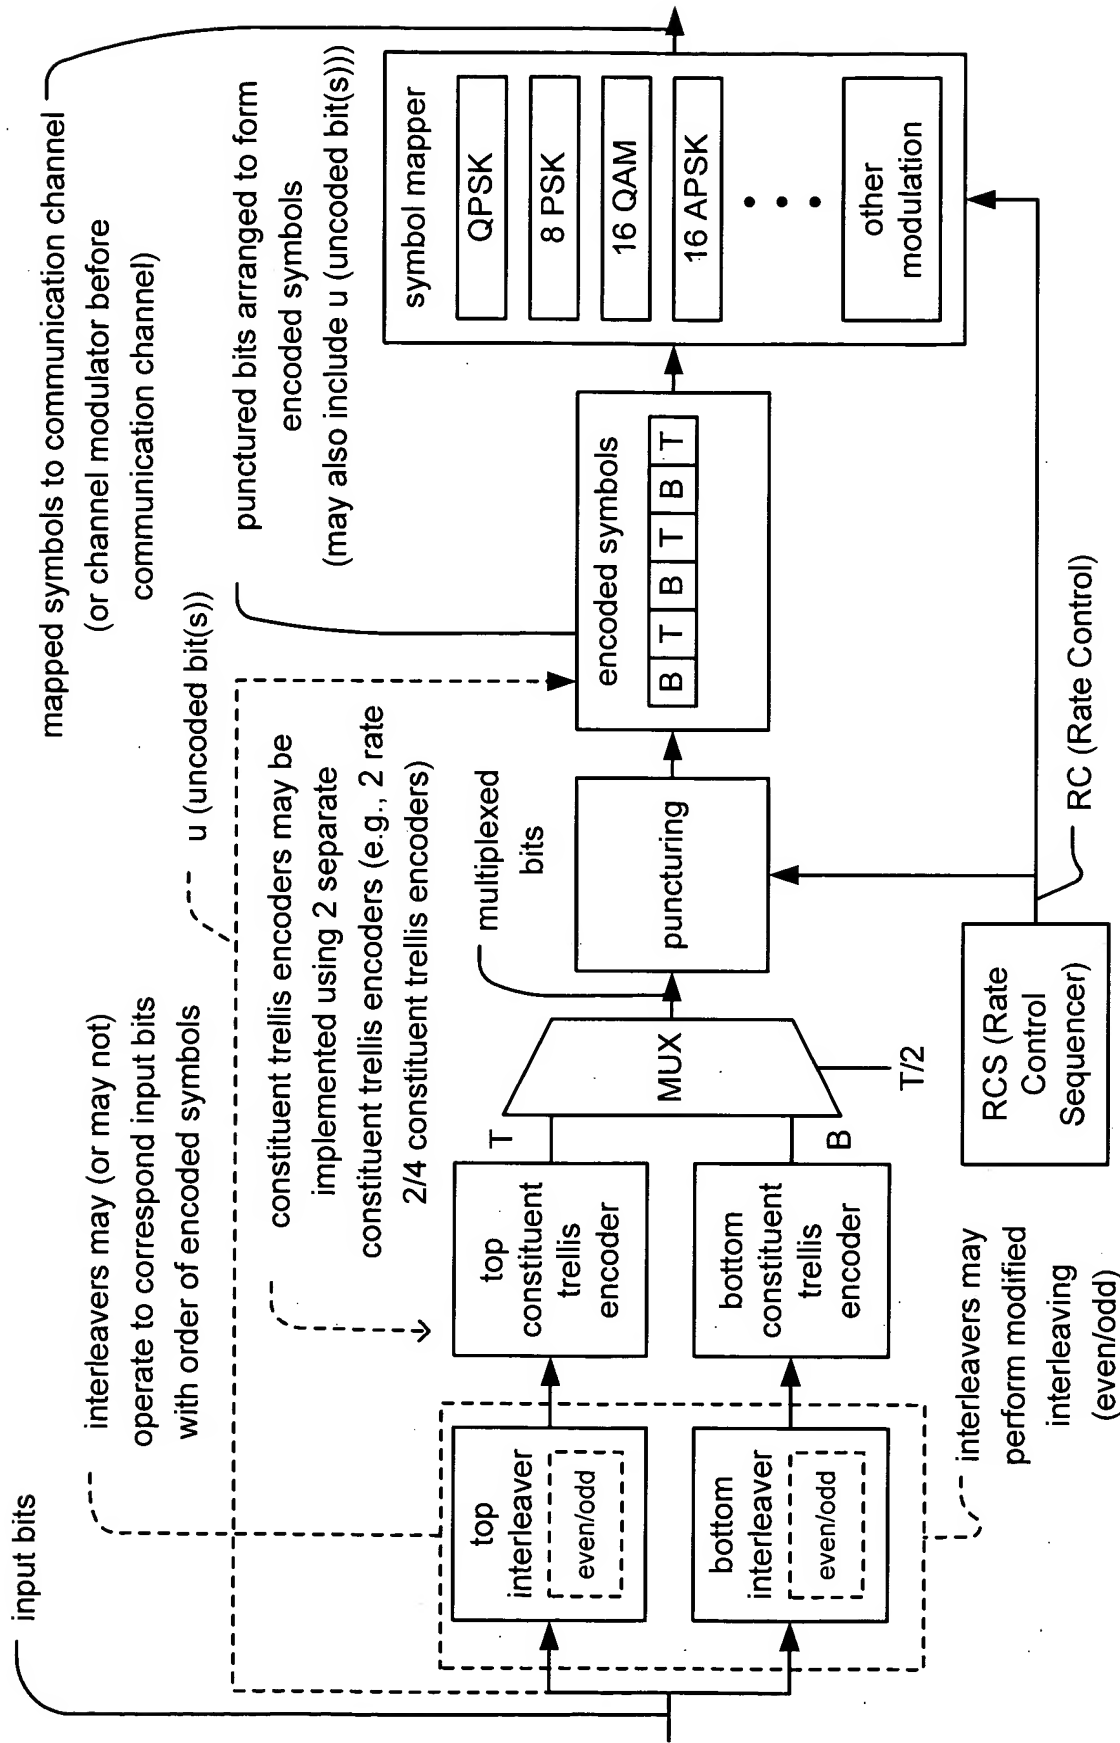 input bits
interleavers may (or may not)
operate to correspond input bits
with order of encoded symbols
u (uncoded bit(s))
mapped symbols to communication channel
(or channel modulator before
communication channel)
constituent trellis encoders may be
implemented using 2 separate
constituent trellis encoders (e.g., 2 rate
2/4 constituent trellis encoders)
punctured bits arranged to form
encoded symbols
(may also include u (uncoded bit(s)))
multiplexed
bits
top
interleaver
even/odd
bottom
interleaver
even/odd
top
constituent
trellis
encoder
bottom
constituent
trellis
encoder
T
B
MUX
T/2
puncturing
encoded symbols
B T B T B T
symbol mapper
QPSK
8 PSK
16 QAM
16 APSK
other
modulation
interleavers may
perform modified
interleaving
(even/odd)
RCS (Rate
Control
Sequencer)
RC (Rate Control)